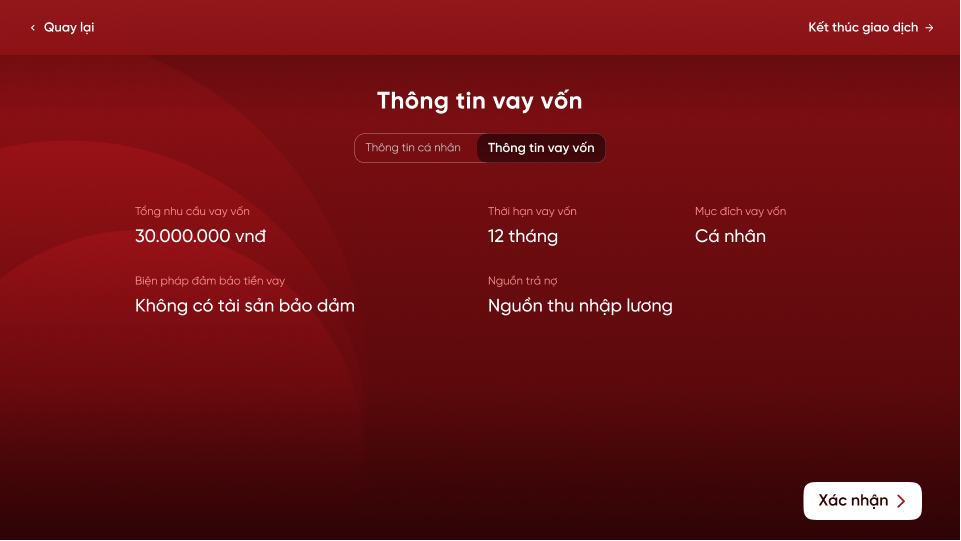 Quay lại
Kết thúc giao dịch
Thông tin vay vốn
Thông tin cá nhân
Thông tin vay vốn
Tổng nhu cầu vay vốn
Thời hạn vay vốn
Mục đích vay vốn
30.000.000 vnđ
12 tháng
Cá nhân
Biện pháp đảm bảo tiền vay
Nguồn trả nợ
Không có tài sản bảo dảm
Nguồn thu nhập lương
Xác nhận